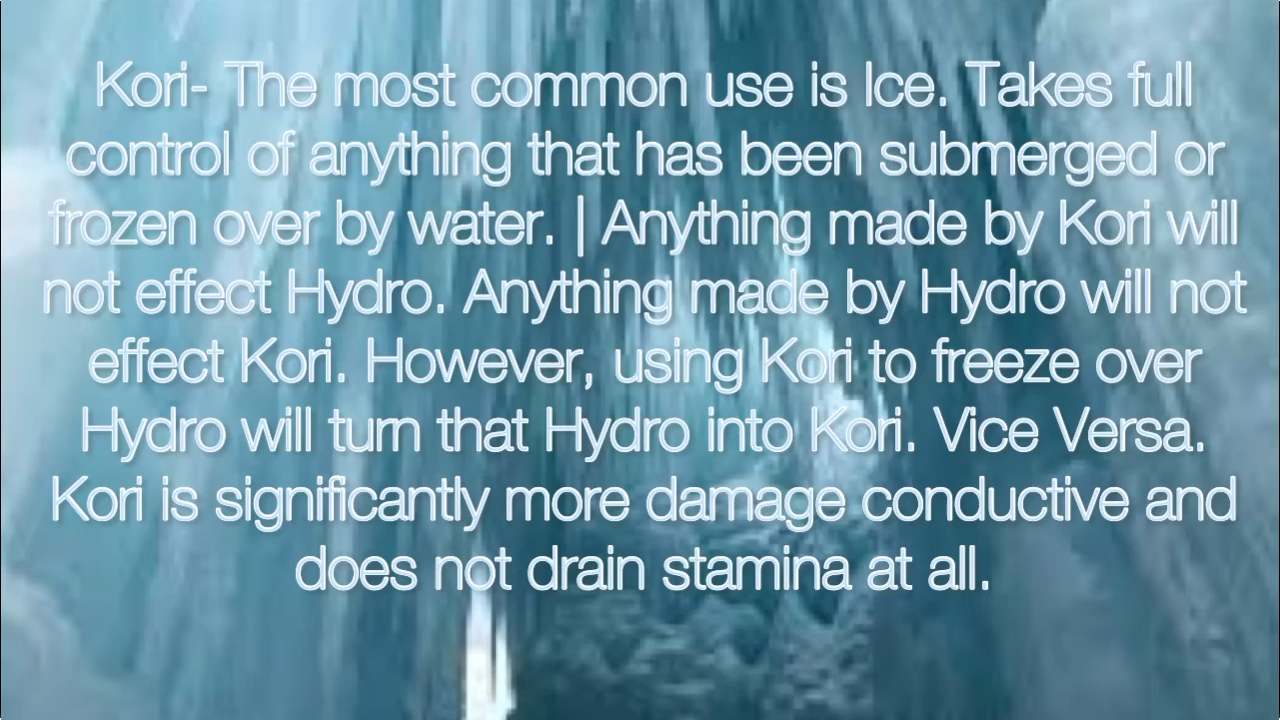 Kori- The most common use is Ice. Takes full
control of anything that has been submerged or
frozen over by water. | Anything made by Kori will
not effect Hydro. Anything made by Hydro will not
effect Kori. However, using Kori to freeze over
Hydro will turn that Hydro into Kori. Vice Versa.
Kori is significantly more damage conductive and
does not drain stamina at all.